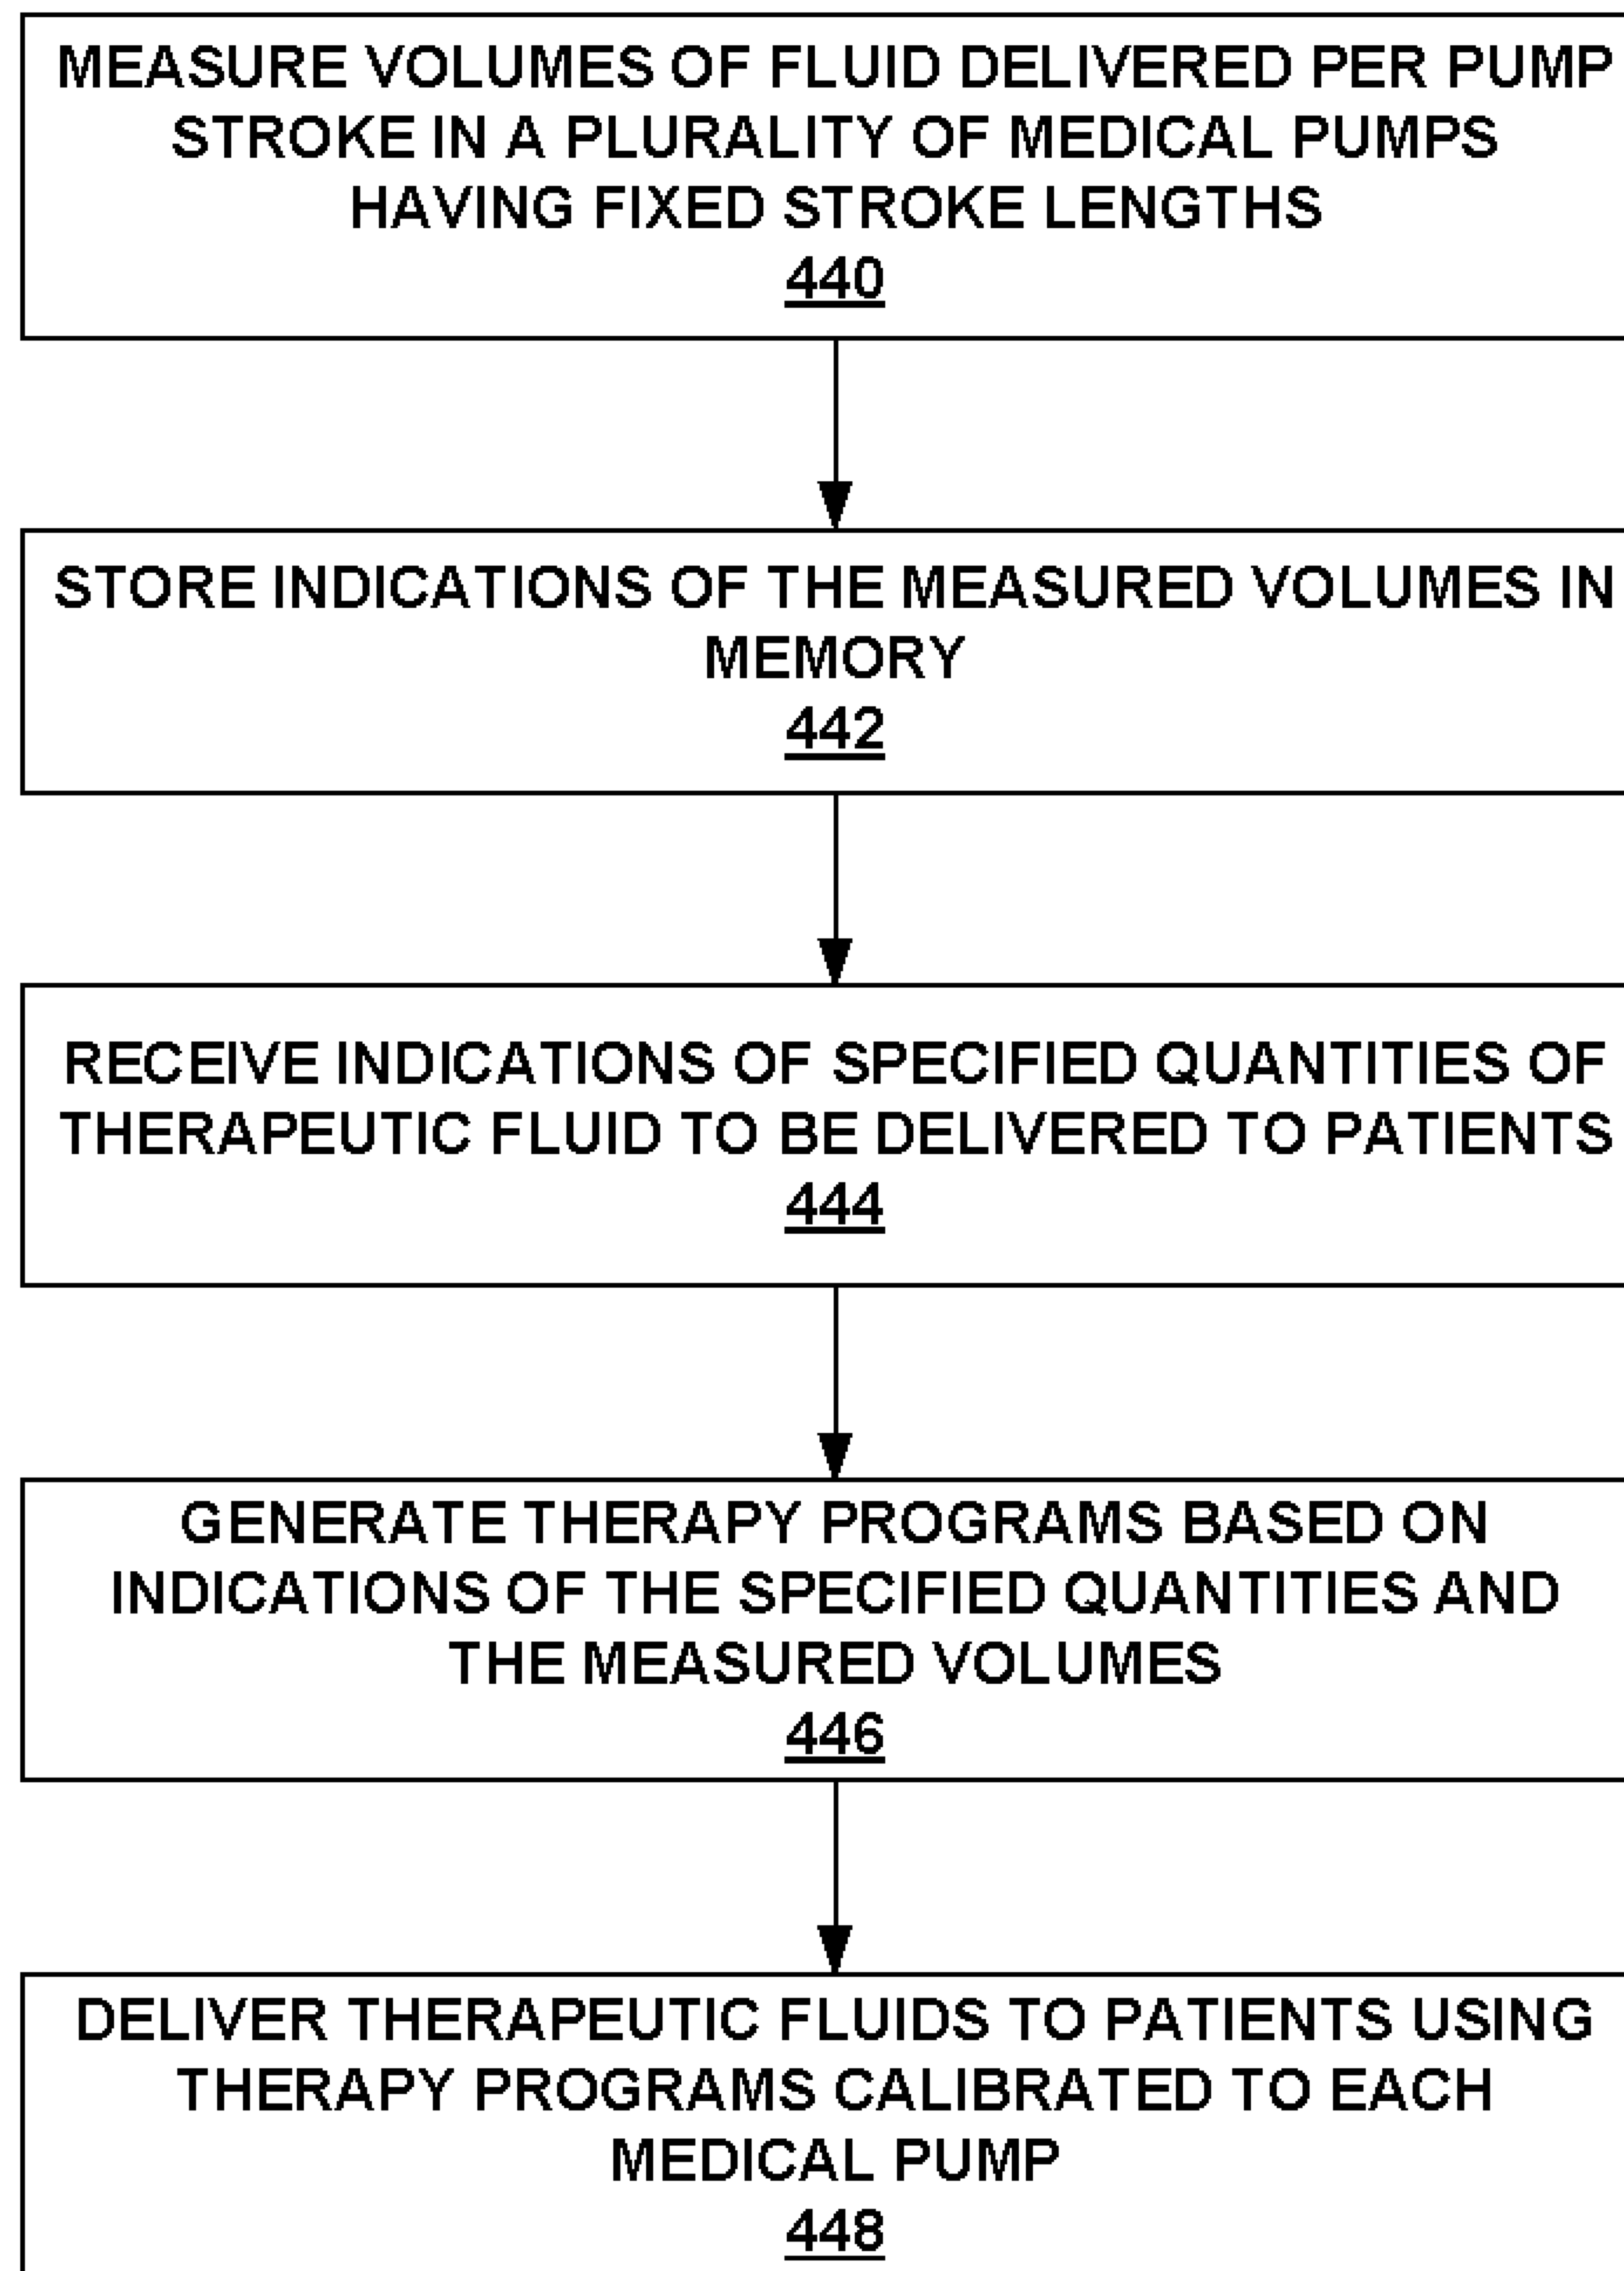 MEASURE VOLUMES OF FLUID DELIVERED PER PUMP
STROKE IN A PLURALITY OF MEDICAL PUMPS
HAVING FIXED STROKE LENGTHS
440
STORE INDICATIONS OF THE MEASURED VOLUMES IN
MEMORY
442
RECEIVE INDICATIONS OF SPECIFIED QUANTITIES OF
THERAPEUTIC FLUID TO BE DELIVERED TO PATIENTS
444
GENERATE THERAPY PROGRAMS BASED ON
INDICATIONS OF THE SPECIFIED QUANTITIES AND
THE MEASURED VOLUMES
446
DELIVER THERAPEUTIC FLUIDS TO PATIENTS USING
THERAPY PROGRAMS CALIBRATED TO EACH
MEDICAL PUMP
448